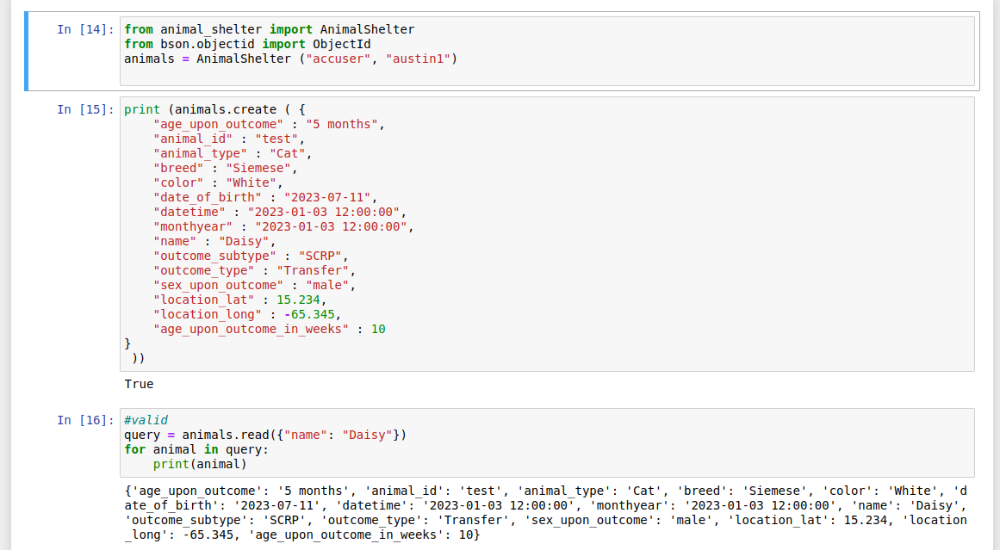 In [14]:
from animal_shelter import AnimalShelter
from bson.objectid import ObjectId
animals = AnimalShelter ("accuser", "austin1")
In [15]:
print (animals.create ( {
    "age_upon_outcome" : "5 months",
    "animal_id" : "test",
    "animal_type" : "Cat",
    "breed" : "Siemese",
    "color" : "White",
    "date_of_birth" : "2023-07-11",
    "datetime" : "2023-01-03 12:00:00",
    "monthyear" : "2023-01-03 12:00:00",
    "name" : "Daisy",
    "outcome_subtype" : "SCRP",
    "outcome_type" : "Transfer",
    "sex_upon_outcome" : "male",
    "location_lat" : 15.234,
    "location_long" : -65.345,
    "age_upon_outcome_in_weeks" : 10
}
 ))
True
In [16]:
#valid
query = animals.read({"name": "Daisy"})
for animal in query:
    print(animal)
{'age_upon_outcome': '5 months', 'animal_id': 'test', 'animal_type': 'Cat', 'breed': 'Siemese', 'color': 'White', 'd
ate_of_birth': '2023-07-11', 'datetime': '2023-01-03 12:00:00', 'monthyear': '2023-01-03 12:00:00', 'name': 'Daisy',
'outcome_subtype': 'SCRP', 'outcome_type': 'Transfer', 'sex_upon_outcome': 'male', 'location_lat': 15.234, 'location
_long': -65.345, 'age_upon_outcome_in_weeks': 10}